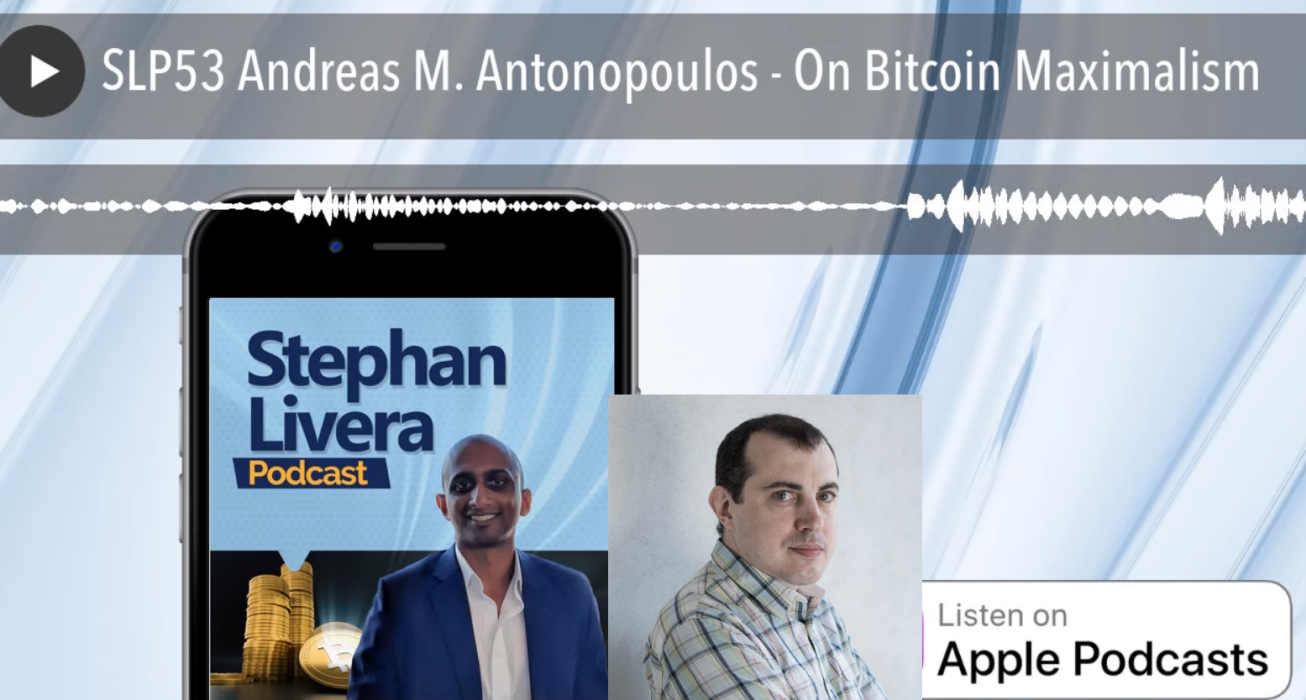 SLP53 Andreas M. Antonopoulos - On Bitcoin Maximalism
Stephan
Livera
Podcast
Listen on
Apple Podcasts